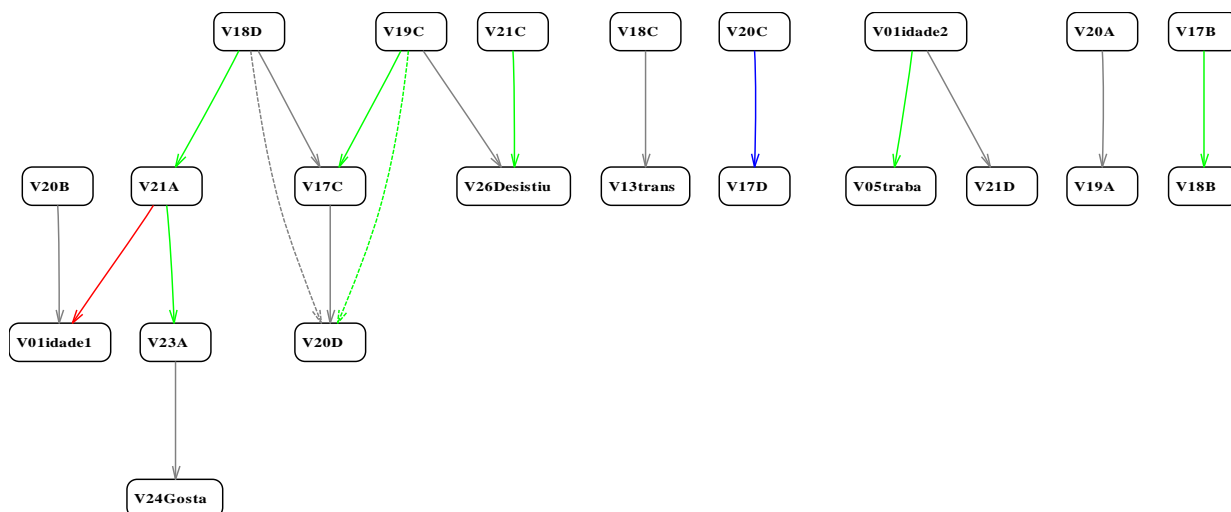 V18D
V19C
V21C
V18C
V20C
V01idade2
V20A
V17B
V20B
V21A
V17C
V26Desistiu
V13trans
V17D
V05traba
V21D
V19A
V18B
V01idade1
V23A
V20D
V24Gosta